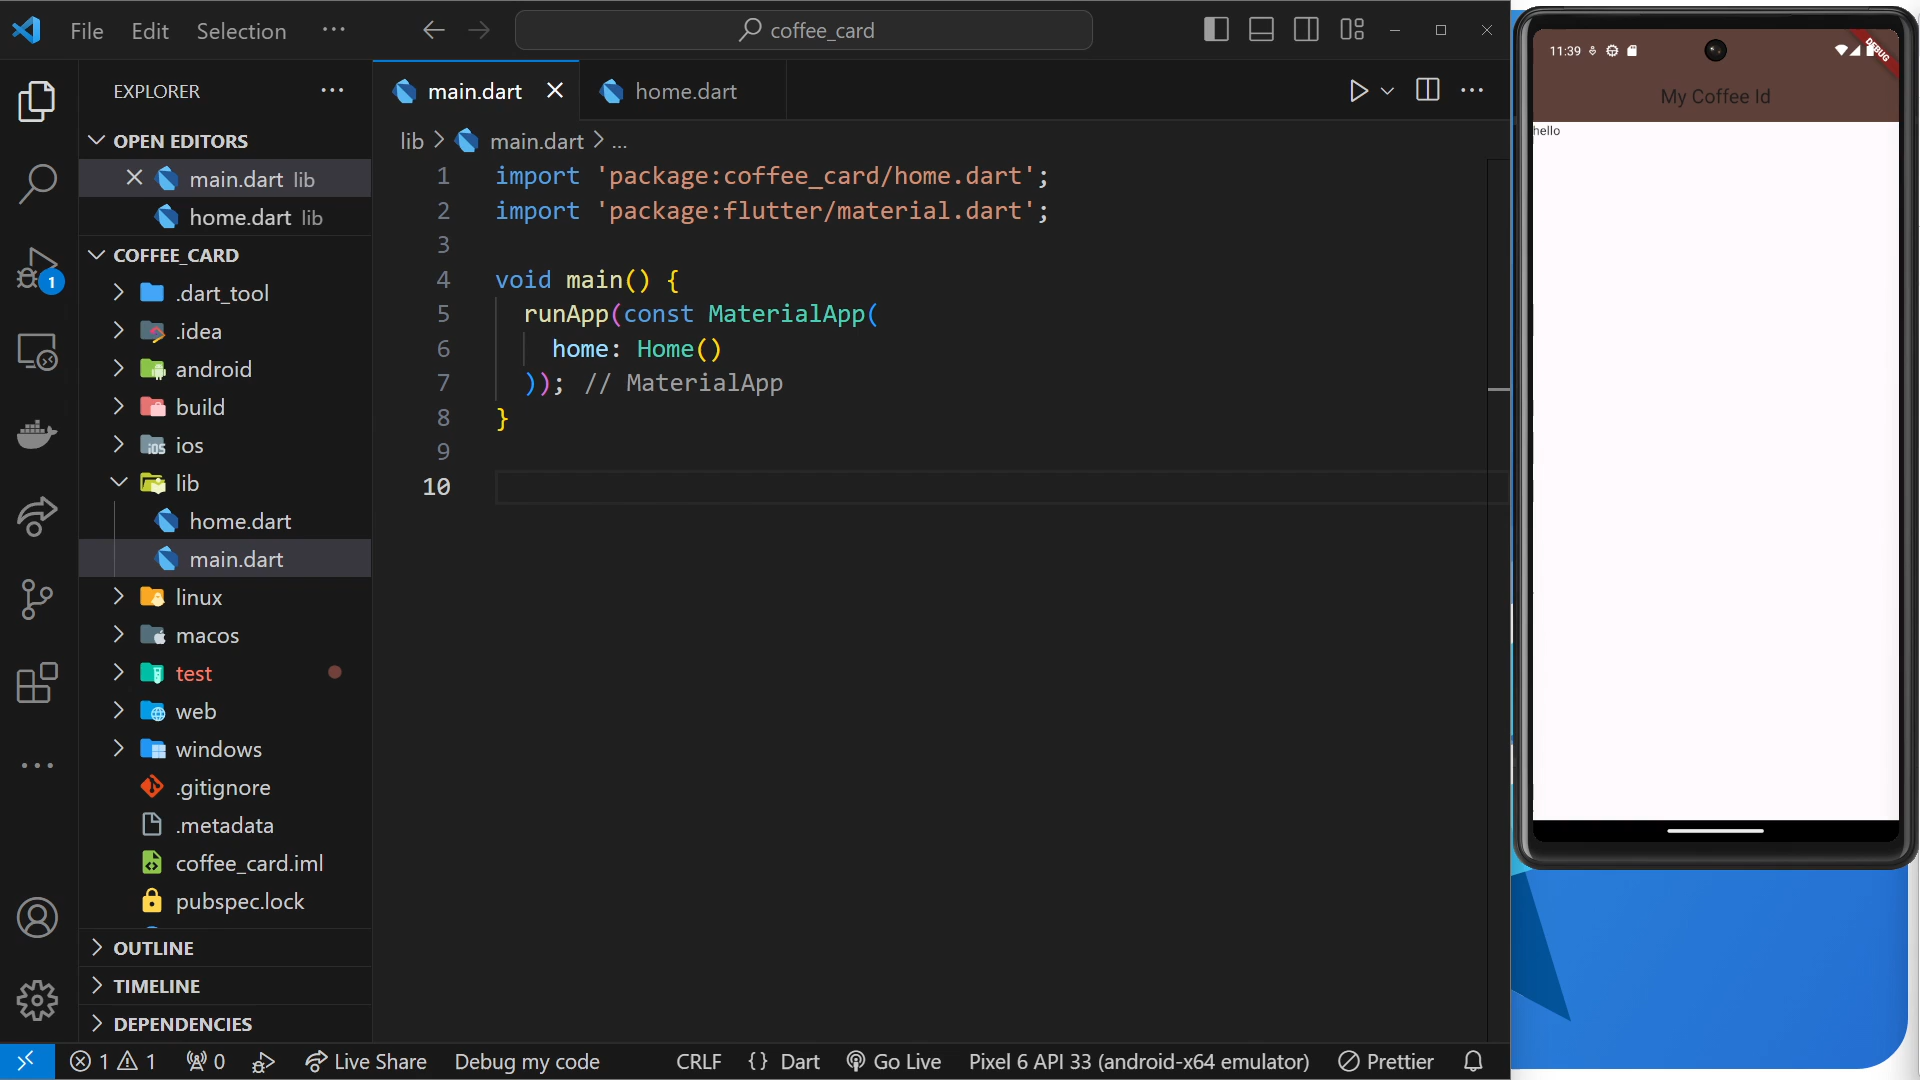 File Edit Selection ···
coffee_card
EXPLORER
OPEN EDITORS
main.dart lib
home.dart lib
COFFEE_CARD
.dart_tool
.idea
android
build
ios
lib
home.dart
main.dart
linux
macos
test
web
windows
.gitignore
.metadata
coffee_card.iml
pubspec.lock
OUTLINE
TIMELINE
DEPENDENCIES
1
main.dart home.dart
lib > main.dart > ...
1 import 'package:coffee_card/home.dart';
2 import 'package:flutter/material.dart';
3
4 void main() {
5 runApp(const MaterialApp(
6 home: Home()
7 )); // MaterialApp
8 }
9
10
1 1 0 Live Share Debug my code CRLF {} Dart Go Live Pixel 6 API 33 (android-x64 emulator) Prettier
11:39
DEBUG
My Coffee Id
hello